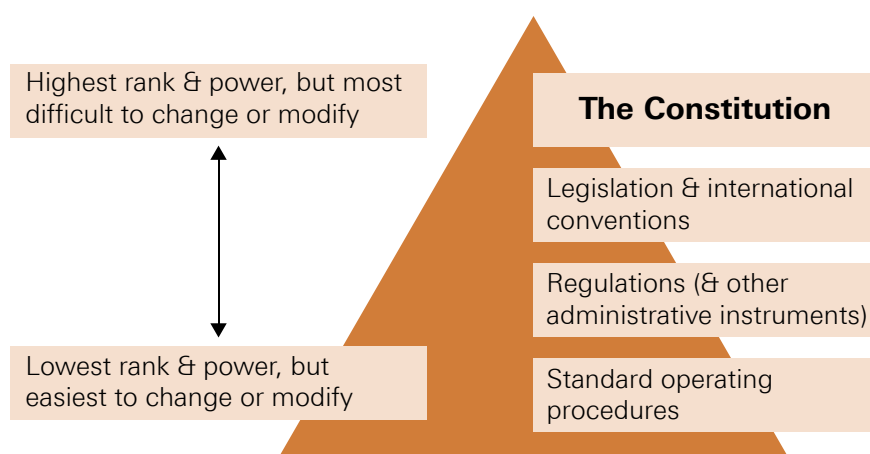 Highest rank & power, but most
difficult to change or modify
The Constitution
Legislation & international
conventions
Regulations (& other
administrative instruments)
Lowest rank & power, but
easiest to change or modify
Standard operating
procedures